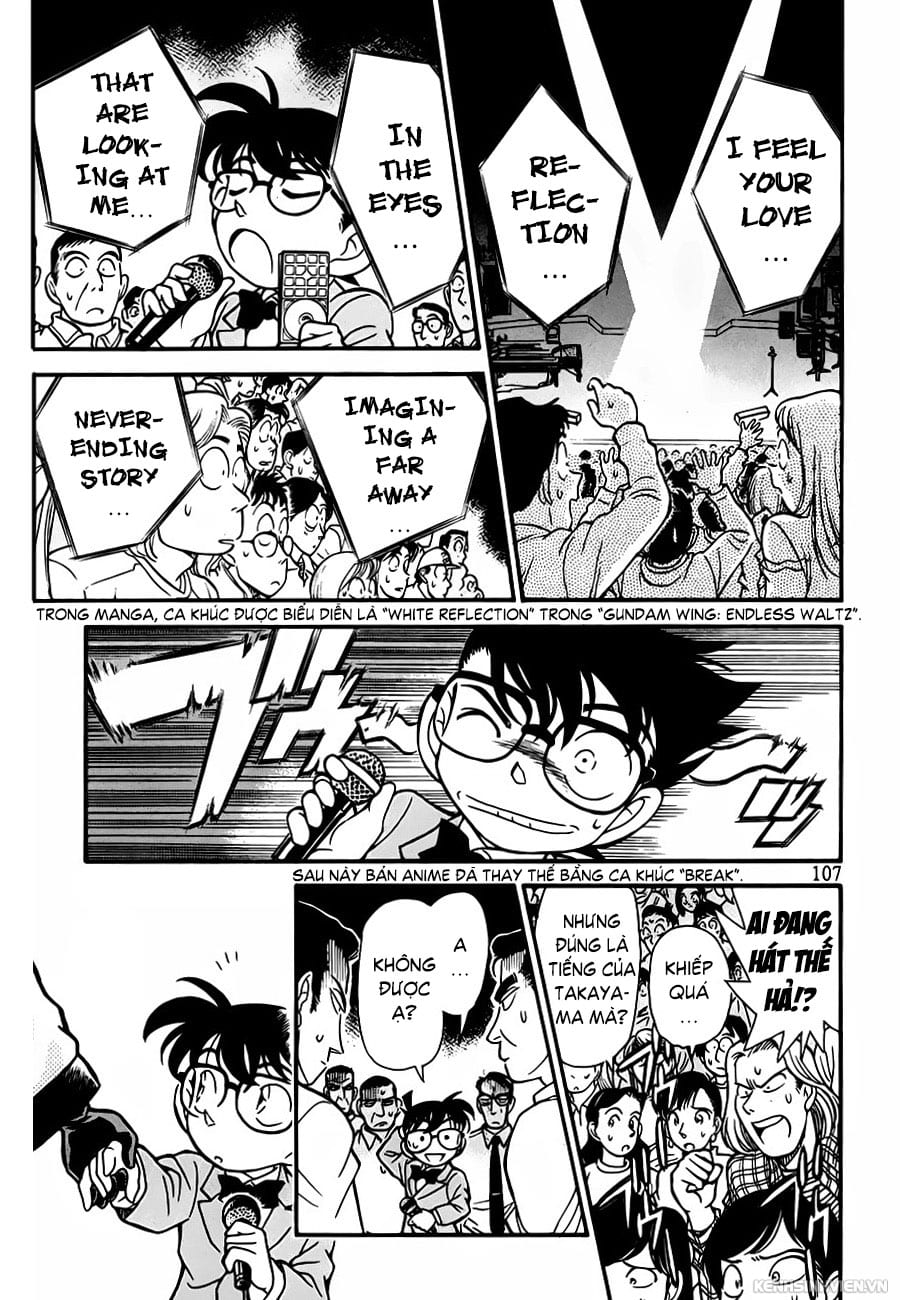 I FEEL
YOUR
LOVE
...
RE-
FLEC-
TION
...
IN
THE
EYES
...
THAT
ARE
LOOK-
ING AT
ME...
IMAGIN-
ING A
FAR
AWAY
...
NEVER-
ENDING
STORY
...
TRONG MANGA, CA KHÚC ĐƯỢC BIỂU DIỄN LÀ "WHITE REFLECTION" TRONG "GUNDAM WING: ENDLESS WALTZ".
SAU NÀY BẢN ANIME ĐÃ THAY THẾ BẰNG CA KHÚC "BREAK".
107
AI ĐANG
HÁT THẾ
HẢ!?
KHIẾP
QUÁ
...
NHƯNG
ĐÚNG LÀ
TIẾNG CỦA
TAKAYA-
MA MÀ?
A
...
KHÔNG
ĐƯỢC
Ạ?
KENHSINHVIEN.VN